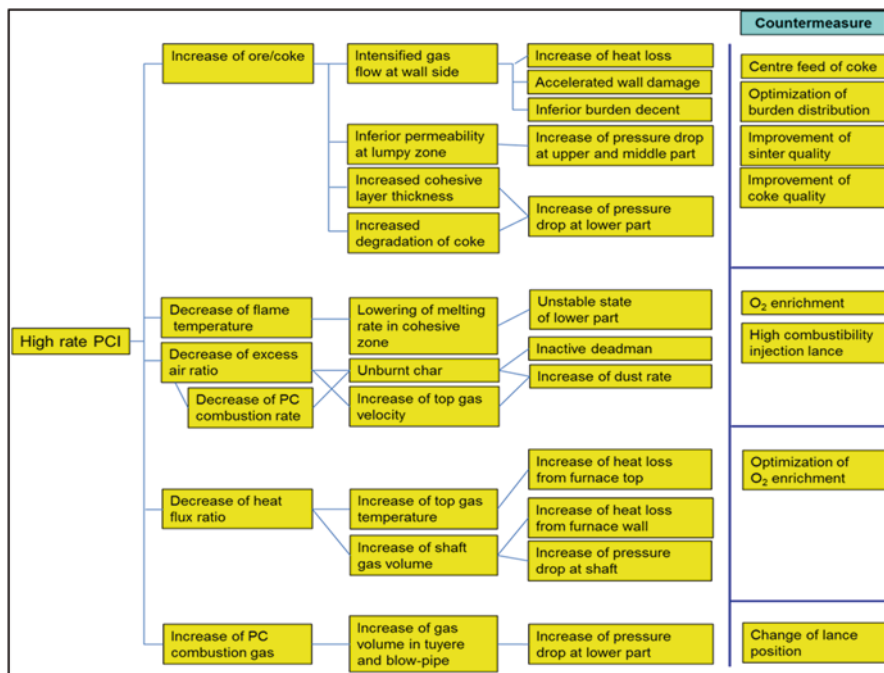 Countermeasure
Increase of ore/coke
Intensified gas
flow at wall side
Increase of heat loss
Accelerated wall damage
Inferior burden decent
Inferior permeability
at lumpy zone
Increase of pressure drop
at upper and middle part
Increased cohesive
layer thickness
Increased
degradation of coke
Increase of pressure
drop at lower part
Centre feed of coke
Optimization of
burden distribution
Improvement of
sinter quality
Improvement of
coke quality
High rate PCI
Decrease of flame
temperature
Lowering of melting
rate in cohesive
zone
Unstable state
of lower part
Decrease of excess
air ratio
Decrease of PC
combustion rate
Unburnt char
Increase of top gas
velocity
Inactive deadman
Increase of dust rate
O2 enrichment
High combustibility
injection lance
Decrease of heat
flux ratio
Increase of top gas
temperature
Increase of shaft
gas volume
Increase of heat loss
from furnace top
Increase of heat loss
from furnace wall
Increase of pressure
drop at shaft
Optimization of
O2 enrichment
Increase of PC
combustion gas
Increase of gas
volume in tuyere
and blow-pipe
Increase of pressure
drop at lower part
Change of lance
position